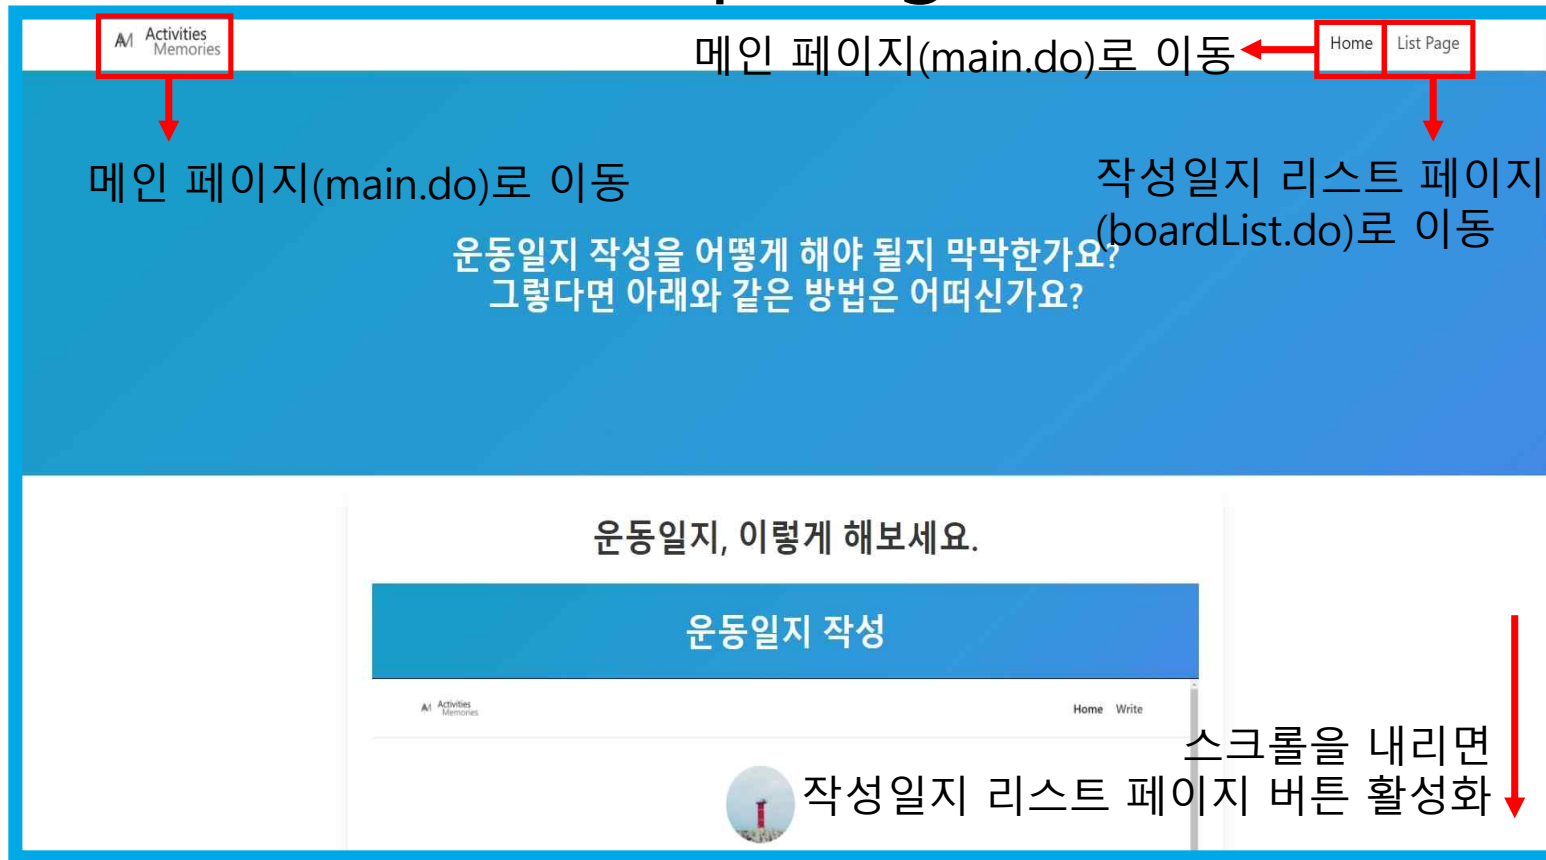 Activities
Memories
메인 페이지(main.do)로 이동
Home
List Page
메인 페이지(main.do)로 이동
작성일지 리스트 페이지
(boardList.do)로 이동
운동일지 작성을 어떻게 해야 될지 막막한가요?
그렇다면 아래와 같은 방법은 어떠신가요?
운동일지, 이렇게 해보세요.
운동일지 작성
Activities
Memories
Home Write
스크롤을 내리면
작성일지 리스트 페이지 버튼 활성화